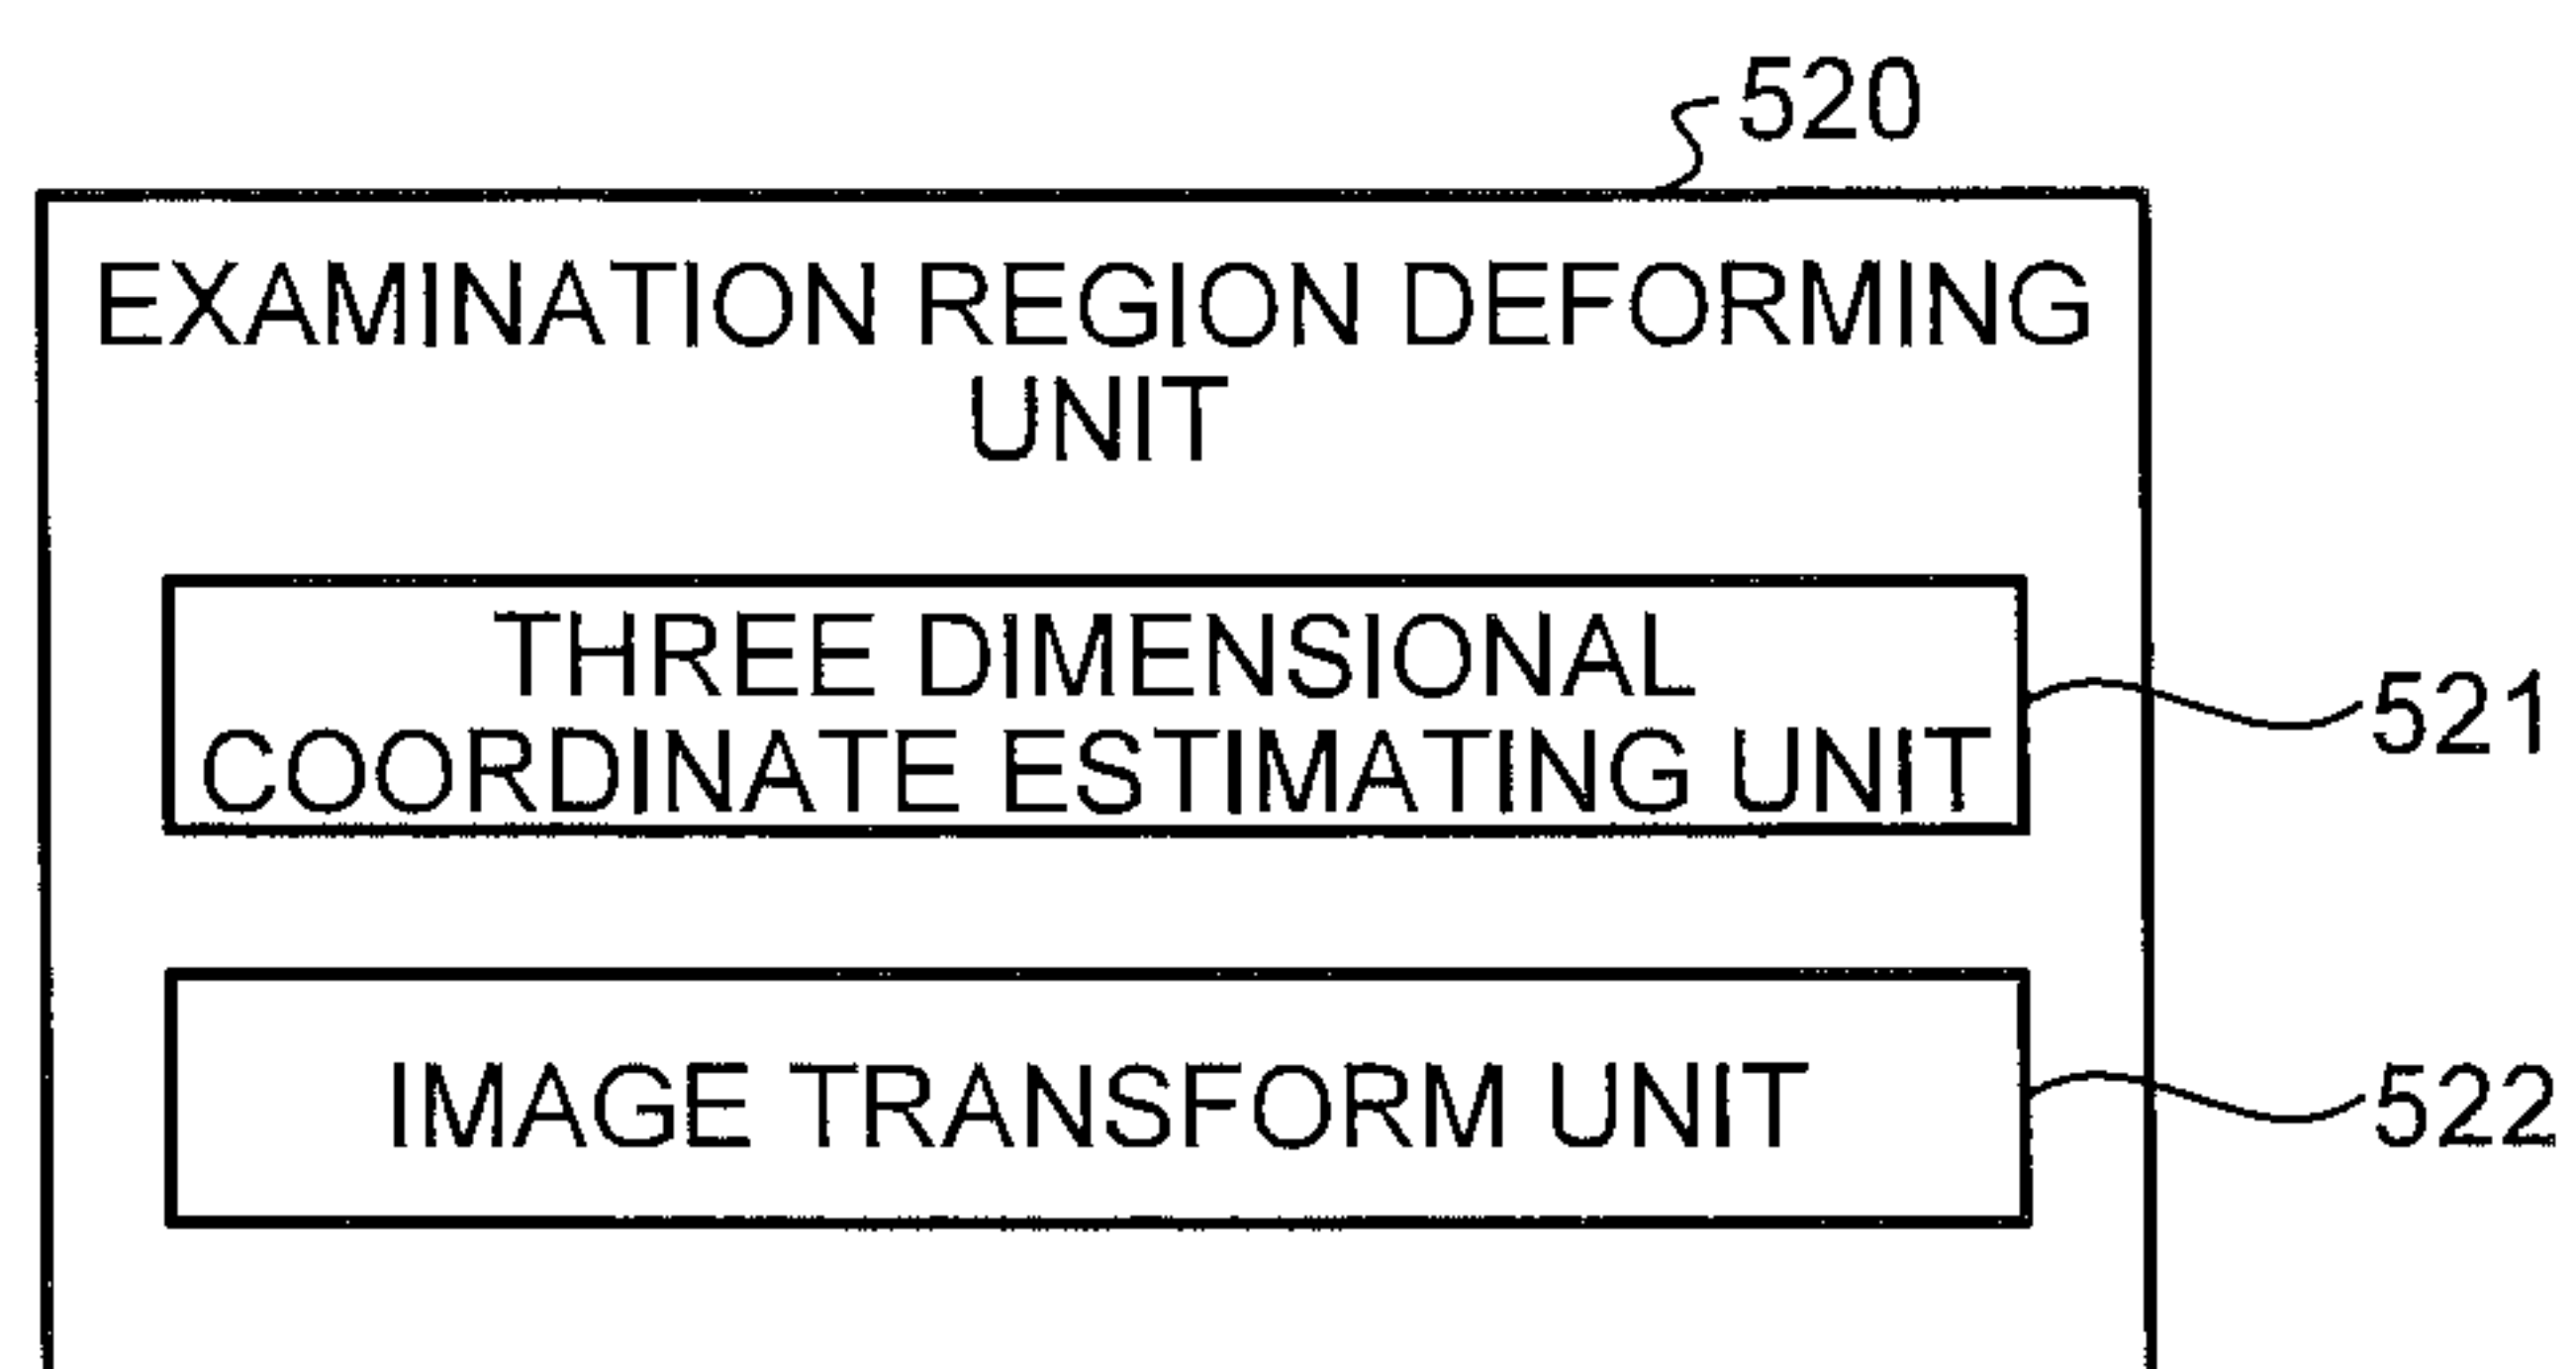 520
EXAMINATION REGION DEFORMING
UNIT
THREE DIMENSIONAL
COORDINATE ESTIMATING UNIT
521
IMAGE TRANSFORM UNIT
522